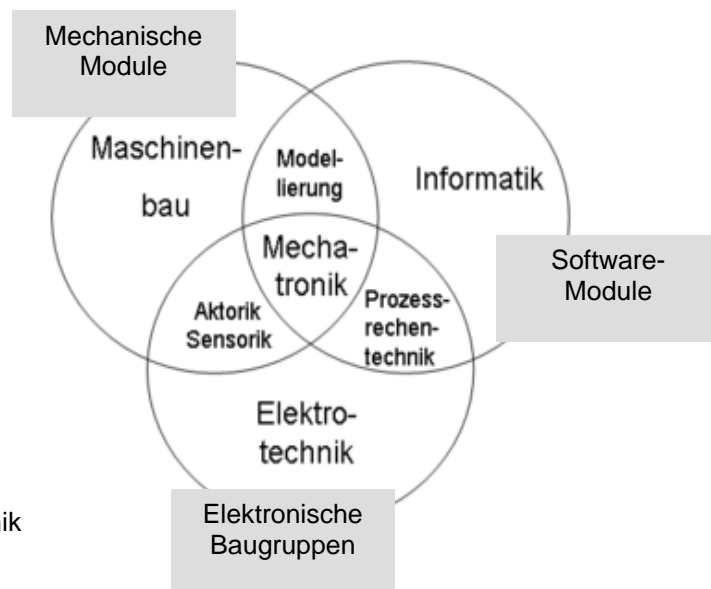 Mechanische
Module
Maschinen-
bau
Model-
lierung
Informatik
Mecha-
tronik
Software-
Module
Aktorik
Sensorik
Prozess-
rechen-
technik
Elektro-
technik
Elektronische
Baugruppen